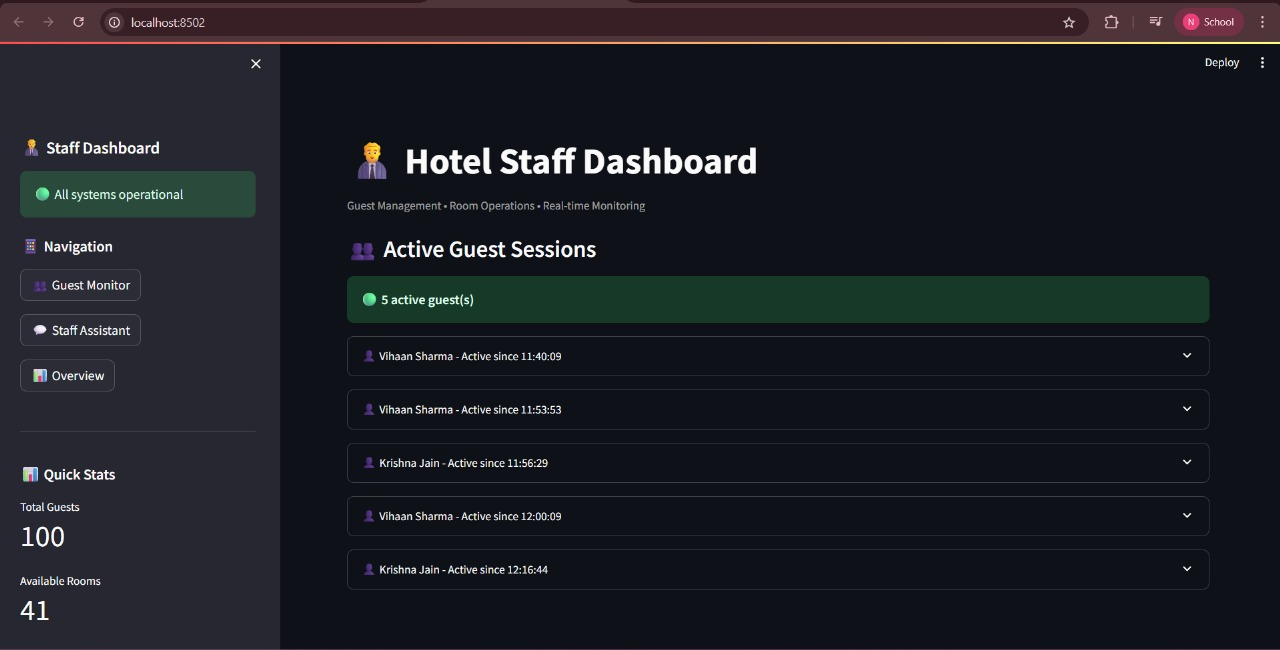 localhost:8502
N School
Deploy
Staff Dashboard
All systems operational
Navigation
Guest Monitor
Staff Assistant
Overview
Quick Stats
Total Guests
100
Available Rooms
41
Hotel Staff Dashboard
Guest Management • Room Operations • Real-time Monitoring
Active Guest Sessions
5 active guest(s)
Vihaan Sharma - Active since 11:40:09
Vihaan Sharma - Active since 11:53:53
Krishna Jain - Active since 11:56:29
Vihaan Sharma - Active since 12:00:09
Krishna Jain - Active since 12:16:44